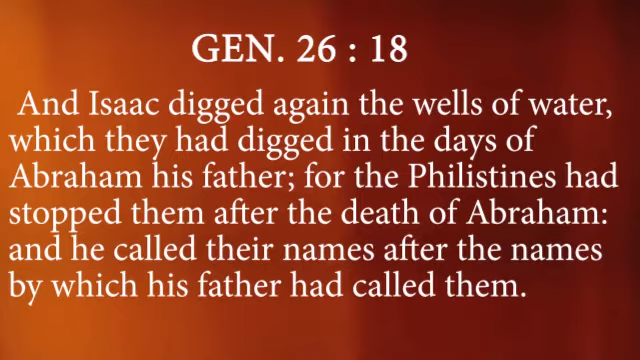 GEN. 26 : 18
And Isaac digged again the wells of water,
which they had digged in the days of
Abraham his father; for the Philistines had
stopped them after the death of Abraham:
and he called their names after the names
by which his father had called them.